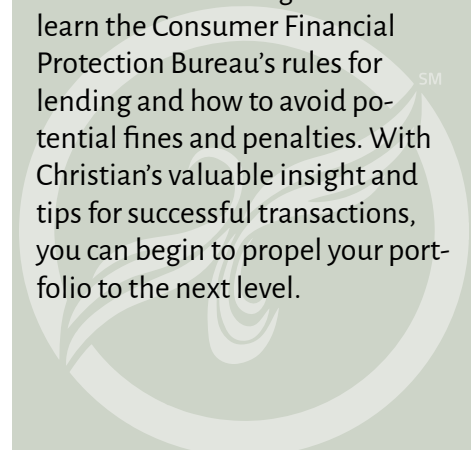 learn the Consumer Financial
Protection Bureau’s rules for
lending and how to avoid po-
tential fines and penalties. With
Christian’s valuable insight and
tips for successful transactions,
you can begin to propel your port-
folio to the next level.
SM